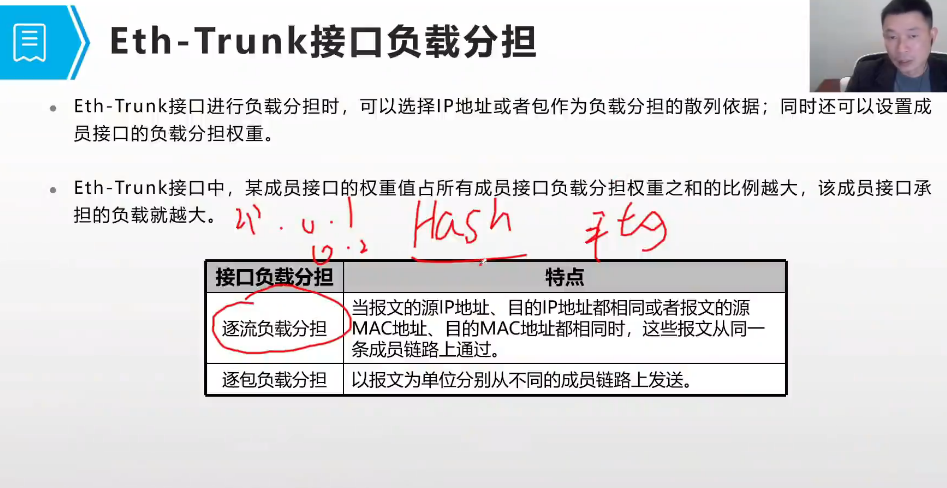 Eth-Trunk接口负载分担
Eth-Trunk接口进行负载分担时，可以选择IP地址或者包作为负载分担的散列依据；同时还可以设置成
员接口的负载分担权重。
Eth-Trunk接口中，某成员接口的权重值占所有成员接口负载分担权重之和的比例越大，该成员接口承
担的负载就越大。
Hash
接口负载分担 特点
逐流负载分担 当报文的源IP地址、目的IP地址都相同或者报文的源
MAC地址、目的MAC地址都相同时，这些报文从同一
条成员链路上通过。
逐包负载分担 以报文为单位分别从不同的成员链路上发送。